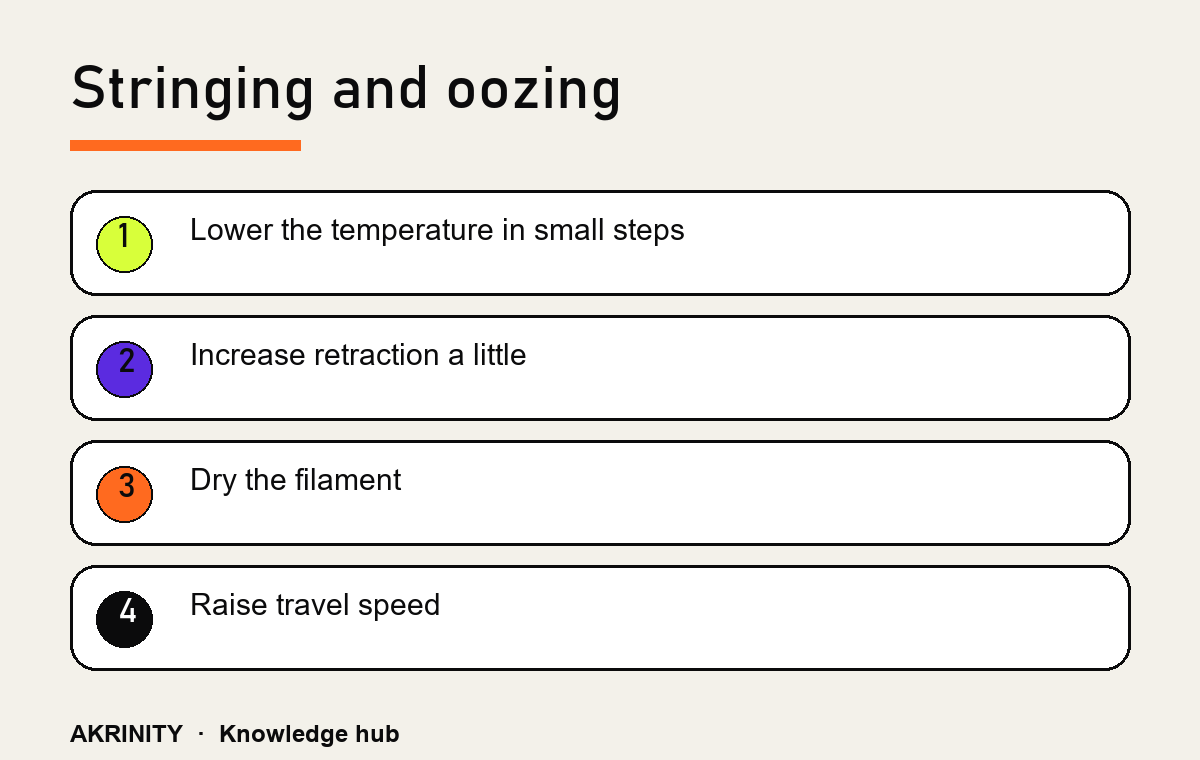 Stringing and oozing
1 Lower the temperature in small steps
2 Increase retraction a little
3 Dry the filament
4 Raise travel speed
AKRINITY · Knowledge hub